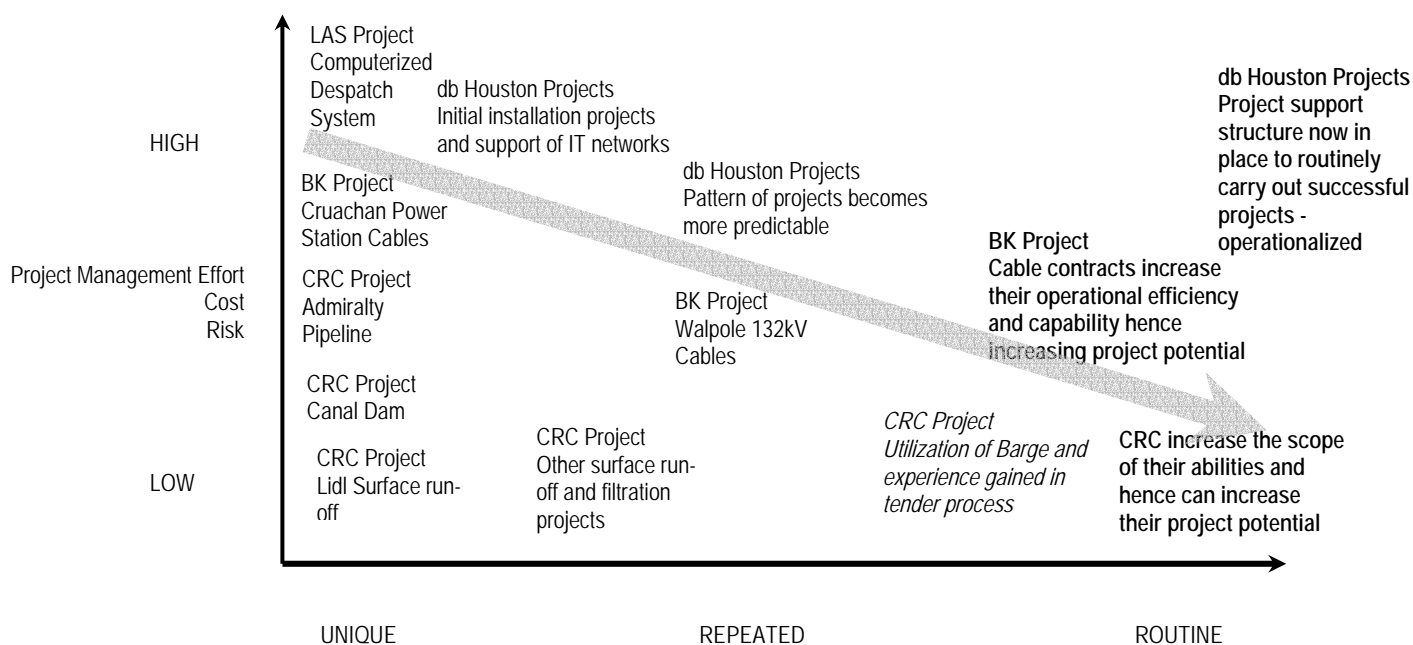 LAS Project
Computerized
Despatch
System
db Houston Projects
Initial installation projects
and support of IT networks
db Houston Projects
Project support
structure now in
place to routinely
carry out successful
projects -
operationalized
HIGH
db Houston Projects
Pattern of projects becomes
more predictable
BK Project
Cruachan Power
Station Cables
BK Project
Cable contracts increase
their operational efficiency
and capability hence
increasing project potential
Project Management Effort
Cost
Risk
CRC Project
Admiralty
Pipeline
BK Project
Walpole 132kV
Cables
CRC Project
Canal Dam
CRC Project
Lidl Surface run-
off
CRC Project
Other surface run-
off and filtration
projects
CRC Project
Utilization of Barge and
experience gained in
tender process
CRC increase the scope
of their abilities and
hence can increase
their project potential
LOW
UNIQUE
REPEATED
ROUTINE